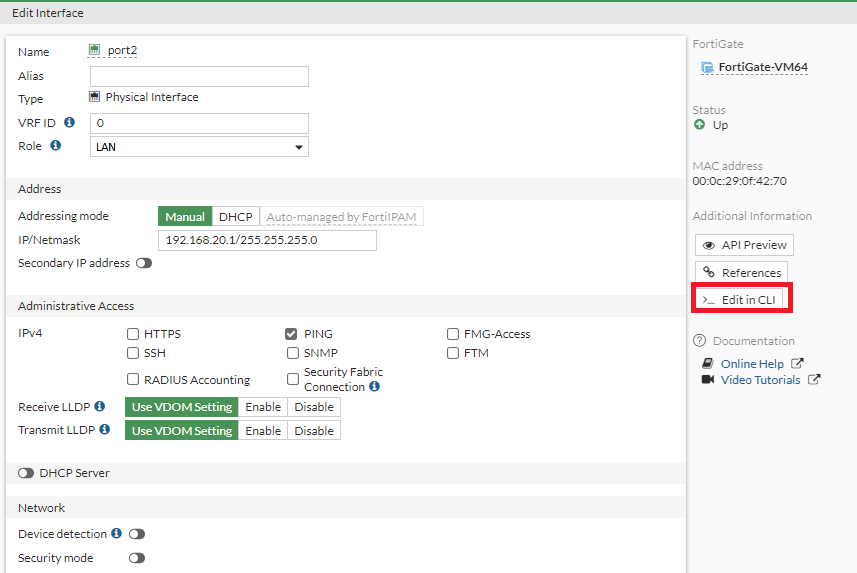 Edit Interface
Name port2
Alias
Type Physical Interface
VRF ID 0
Role LAN
Address
Addressing mode Manual DHCP Auto-managed by FortiIPAM
IP/Netmask 192.168.20.1/255.255.255.0
Secondary IP address
Administrative Access
IPv4 HTTPS PING FMG-Access
SSH SNMP FTM
RADIUS Accounting Security Fabric
Connection
Receive LLDP Use VDOM Setting Enable Disable
Transmit LLDP Use VDOM Setting Enable Disable
DHCP Server
Network
Device detection
Security mode
FortiGate
FortiGate-VM64
Status
Up
MAC address
00:0c:29:0f:42:70
Additional Information
API Preview
References
>_ Edit in CLI
Documentation
Online Help
Video Tutorials